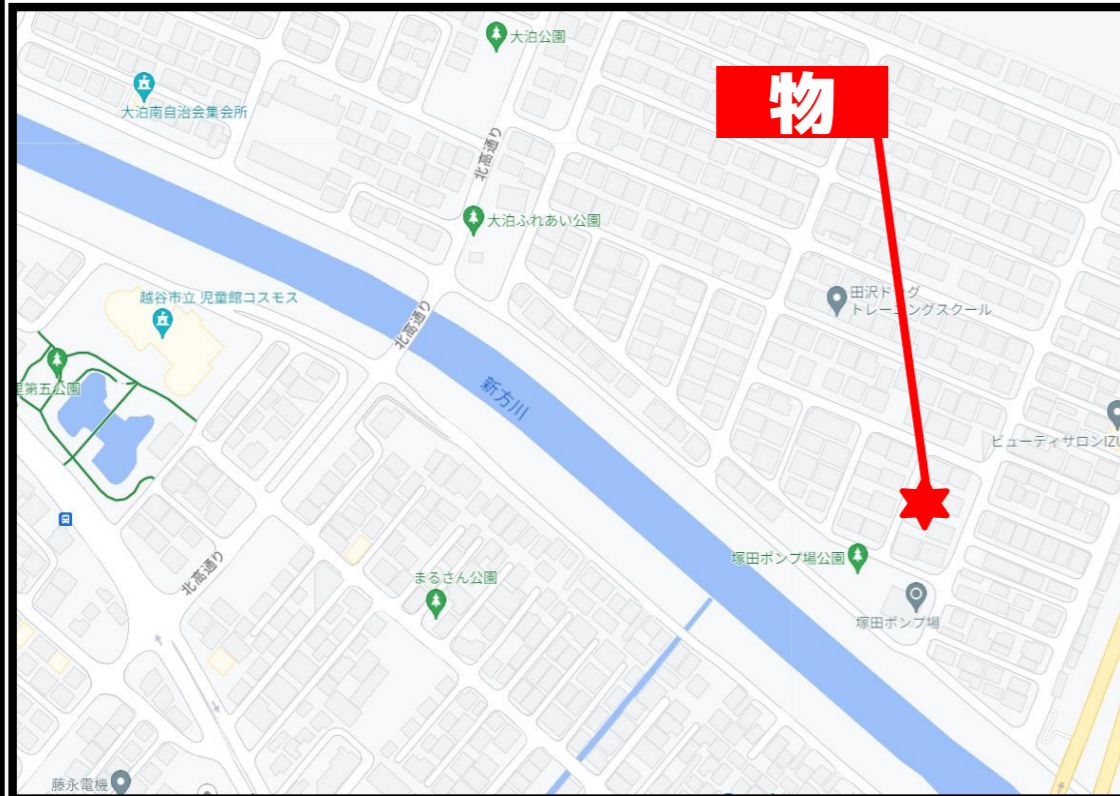 大泊公園
物
大泊南自治会集会所
北高通り
大泊ふれあい公園
田沢ドッグ
トレーニングスクール
越谷市立 児童館コスモス
北高通り
里第五公園
新方川
ビューティサロンIZU
塚田ポンプ場公園
北高通り
まるさん公園
塚田ポンプ場
藤永電機